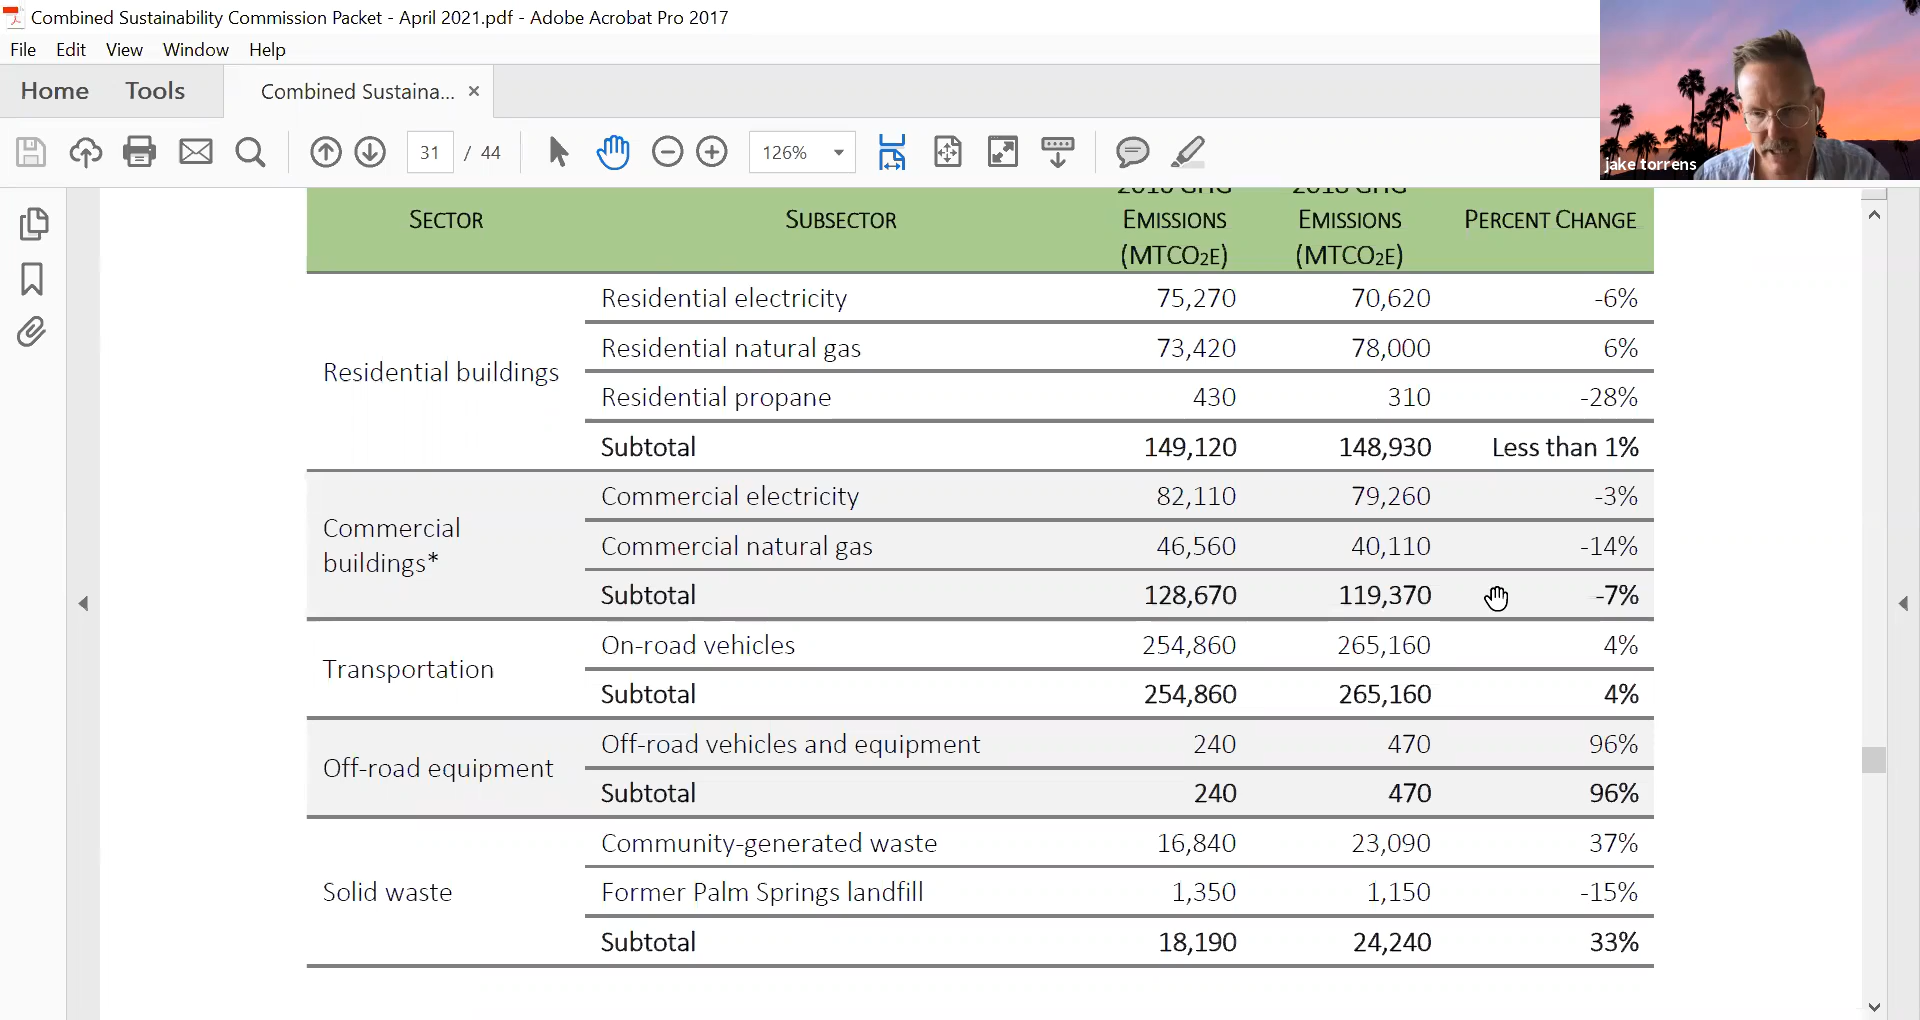 Combined Sustainability Commission Packet - April 2021.pdf - Adobe Acrobat Pro 2017
File Edit View Window Help
Home Tools Combined Sustaina... ×
31 / 44 126%
jake torrens
SECTOR SUBSECTOR EMISSIONS (MTCO2E) EMISSIONS (MTCO2E) PERCENT CHANGE
Residential buildings
Residential electricity 75,270 70,620 -6%
Residential natural gas 73,420 78,000 6%
Residential propane 430 310 -28%
Subtotal 149,120 148,930 Less than 1%
Commercial buildings*
Commercial electricity 82,110 79,260 -3%
Commercial natural gas 46,560 40,110 -14%
Subtotal 128,670 119,370 -7%
Transportation
On-road vehicles 254,860 265,160 4%
Subtotal 254,860 265,160 4%
Off-road equipment
Off-road vehicles and equipment 240 470 96%
Subtotal 240 470 96%
Solid waste
Community-generated waste 16,840 23,090 37%
Former Palm Springs landfill 1,350 1,150 -15%
Subtotal 18,190 24,240 33%